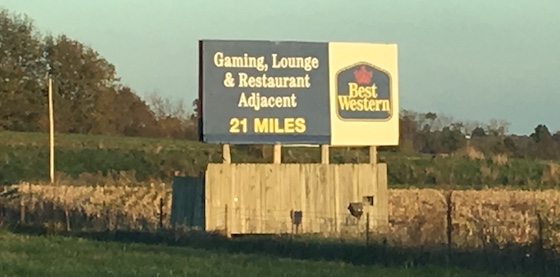 Gaming, Lounge
& Restaurant
Adjacent
21 MILES
Best
Western